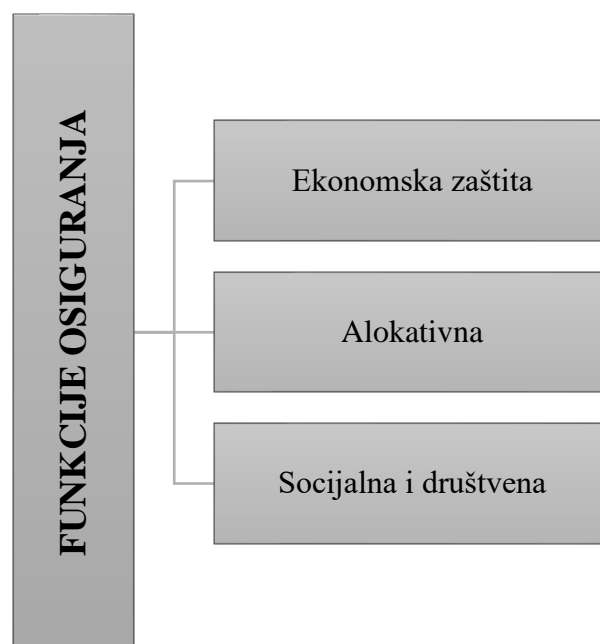 FUNKCIJE OSIGURANJA
Ekonomska zaštita
Alokativna
Socijalna i društvena